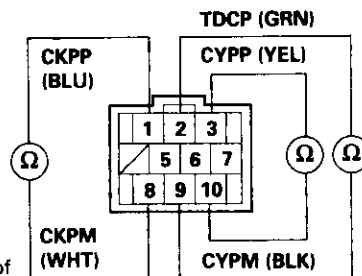 TDCP (GRN)
CKPP
(BLU)
CYPP (YEL)
1 2 3
5 6 7
8 9 10
Ω Ω Ω
CKPM
(WHT)
CYPM (BLK)
of